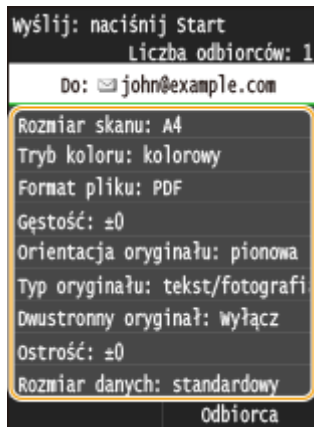 Wyślij: naciśnij Start
Liczba odbiorców: 1
Do: john@example.com
Rozmiar skanu: A4
Tryb koloru: kolorowy
Format pliku: PDF
Gęstość: ±0
Orientacja oryginału: pionowa
Typ oryginału: tekst/fotografi
Dwustronny oryginał: Wyłącz
Ostrość: ±0
Rozmiar danych: standardowy
Odbiorca